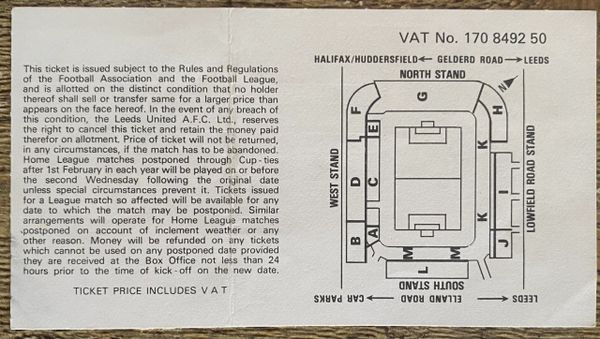 VAT No. 170 8492 50
This ticket is issued subject to the Rules and Regulations
of the Football Association and the Football League,
and is allotted on the distinct condition that no holder
thereof shall sell or transfer same for a larger price than
appears on the face hereof. In the event of any breach of
this condition, the Leeds United A.F.C. Ltd., reserves
the right to cancel this ticket and retain the money paid
therefor on allotment. Price of ticket will not be returned,
in any circumstances, if the match has to be abandoned.
Home League matches postponed through Cup-ties
after 1st February in each year will be played on or before
the second Wednesday following the original date
unless special circumstances prevent it. Tickets issued
for a League match so affected will be available for any
date to which the match may be postponed. Similar
arrangements will operate for Home League matches
postponed on account of inclement weather or any
other reason. Money will be refunded on any tickets
which cannot be used on any postponed date provided
they are received at the Box Office not less than 24
hours prior to the time of kick-off on the new date.
TICKET PRICE INCLUDES V A T
HALIFAX/HUDDERSFIELD ← GELDERD ROAD → LEEDS
NORTH STAND
N
G
F
H
E
K
WEST STAND
D
C
I
LOWFIELD ROAD STAND
K
B
A
J
M
M
L
SOUTH STAND
CAR PARKS ← ELLAND ROAD → LEEDS